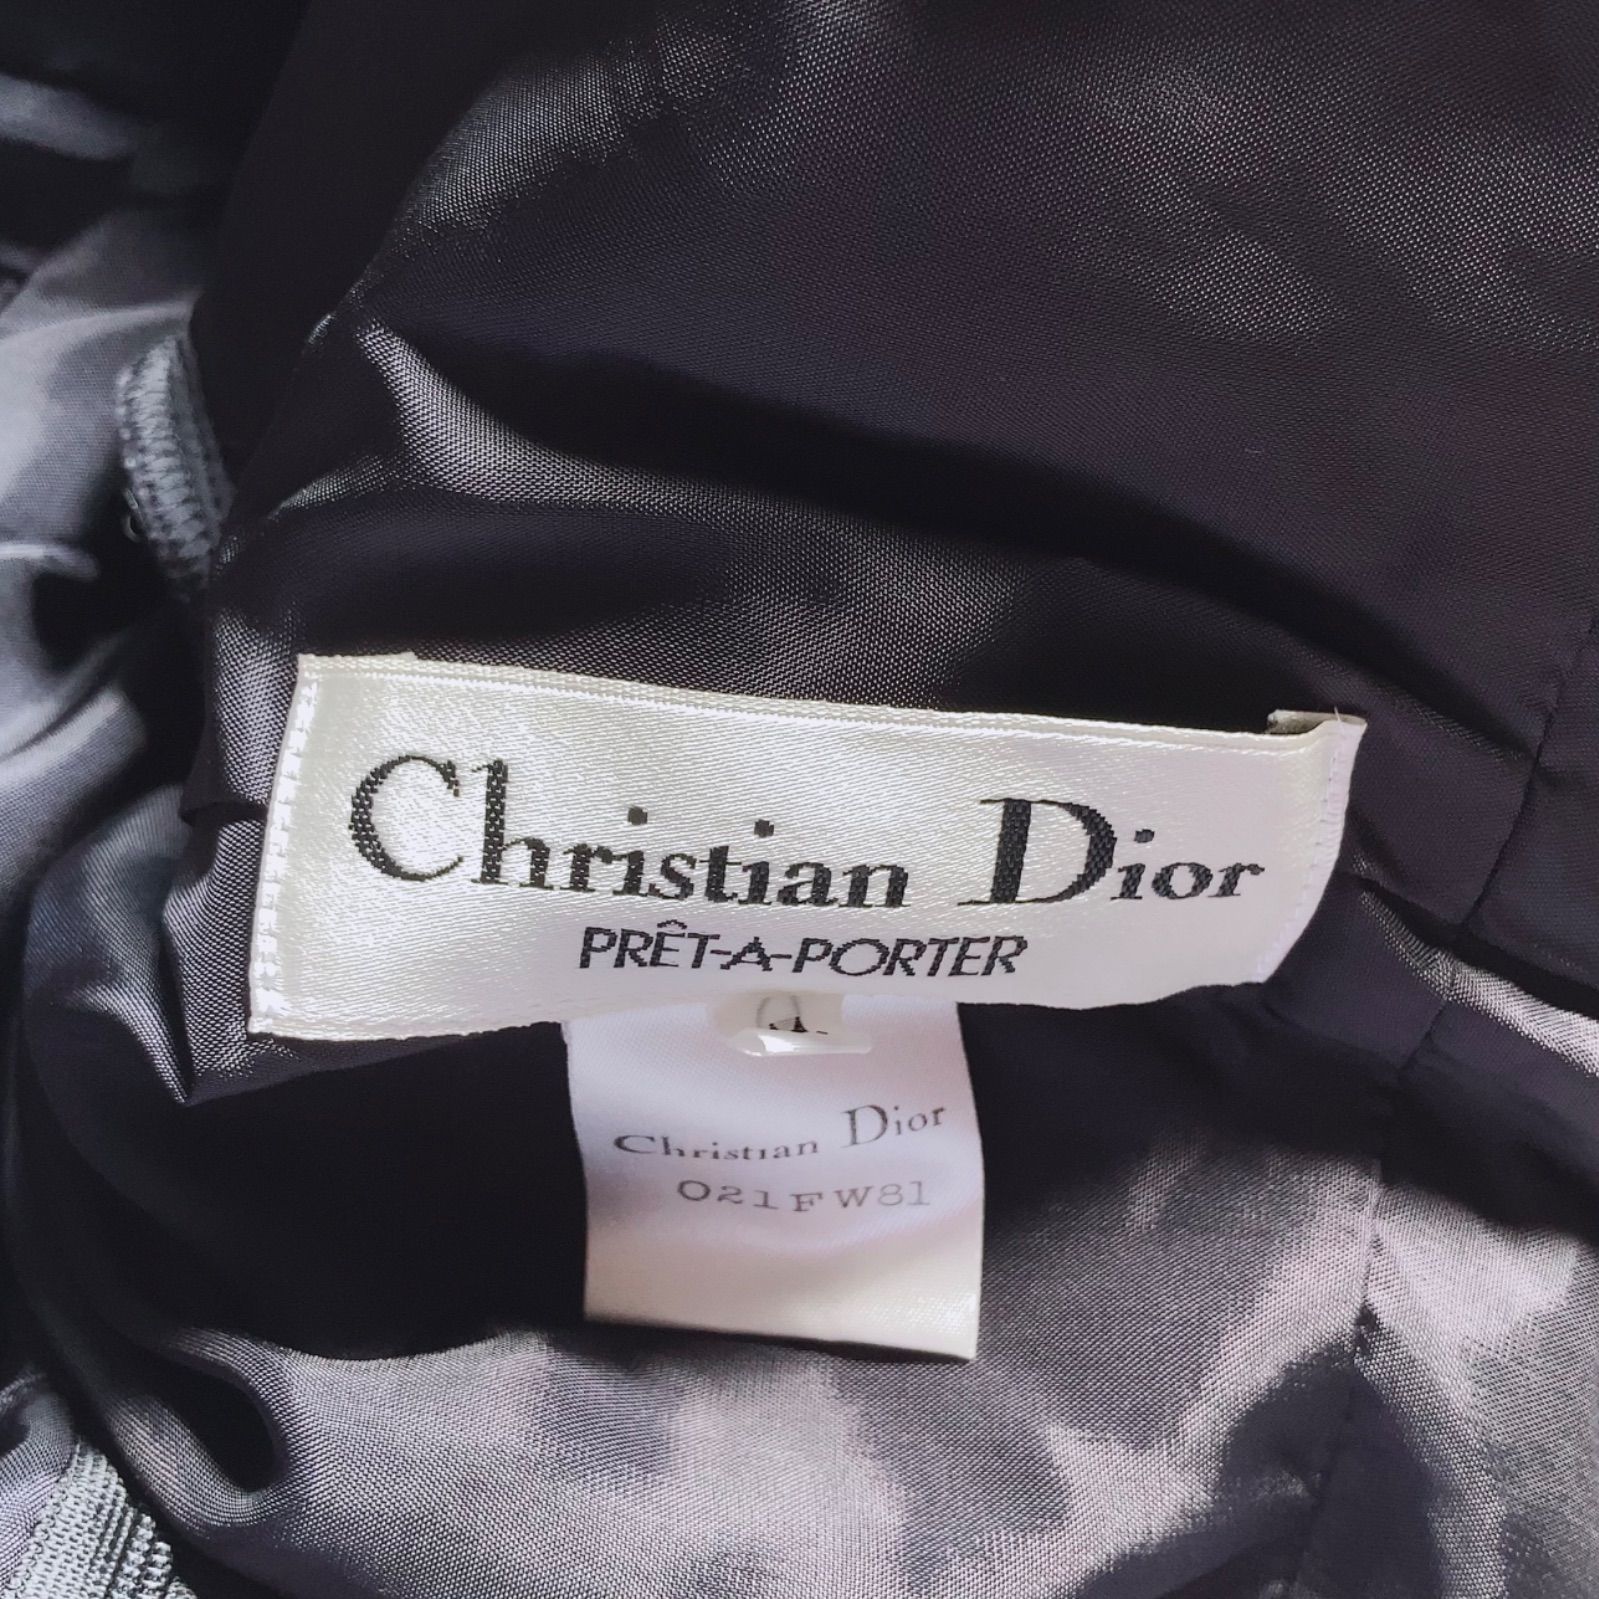 Christian Dior
PRÊT-A-PORTER
Christian Dior
021FW81